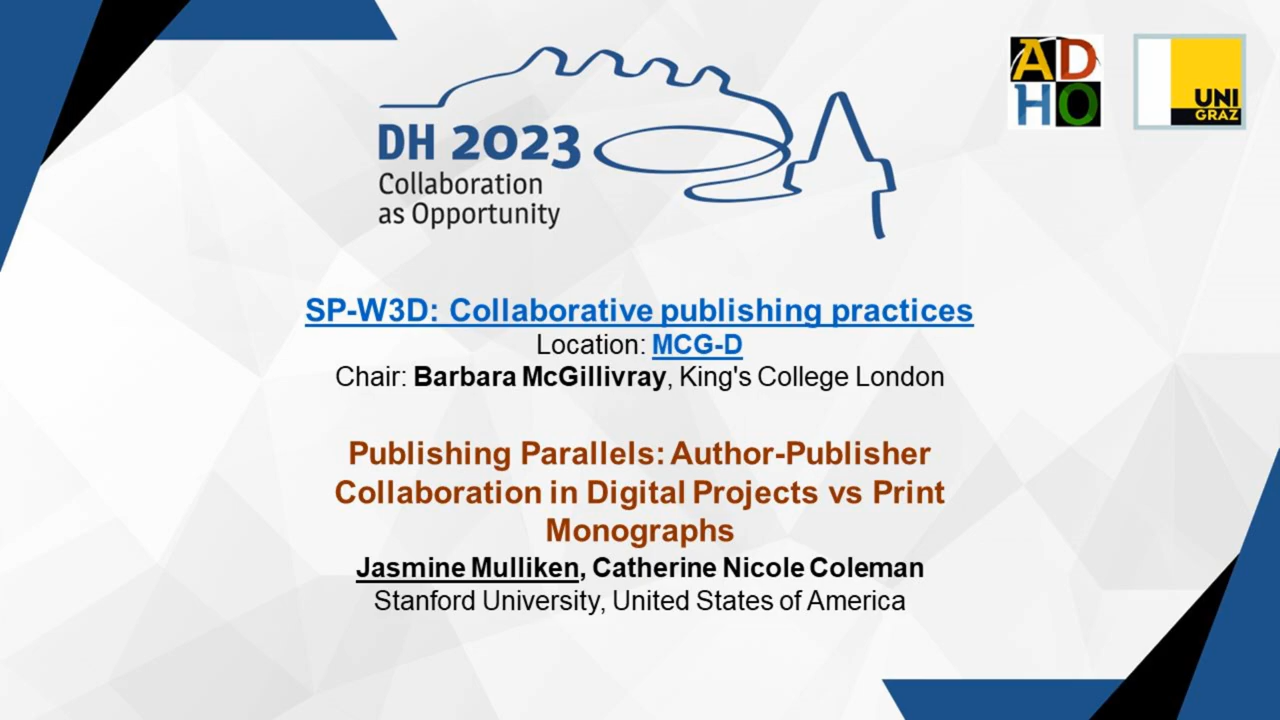 AD
HO
UNI
GRAZ
DH 2023
Collaboration
as Opportunity
SP-W3D: Collaborative publishing practices
Location: MCG-D
Chair: Barbara McGillivray, King's College London
Publishing Parallels: Author-Publisher
Collaboration in Digital Projects vs Print
Monographs
Jasmine Mulliken, Catherine Nicole Coleman
Stanford University, United States of America